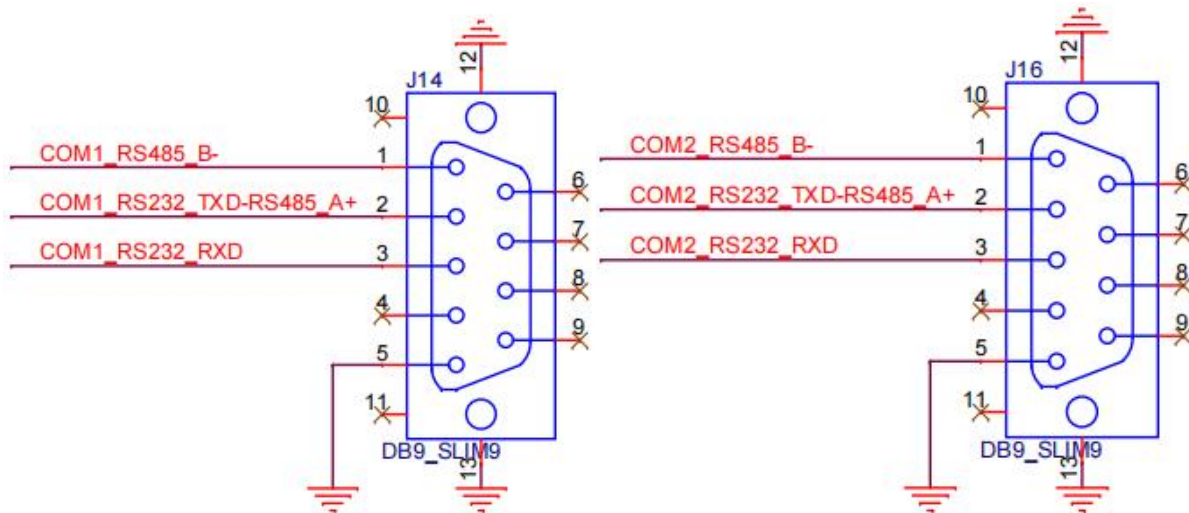 12
J14
10
COM1_RS485_B-
1
6
COM1_RS232_TXD-RS485_A+
2
7
COM1_RS232_RXD
3
8
4
9
5
11
DB9_SLIM9
13
12
J16
10
COM2_RS485_B-
1
6
COM2_RS232_TXD-RS485_A+
2
7
COM2_RS232_RXD
3
8
4
9
5
11
DB9_SLIM9
13